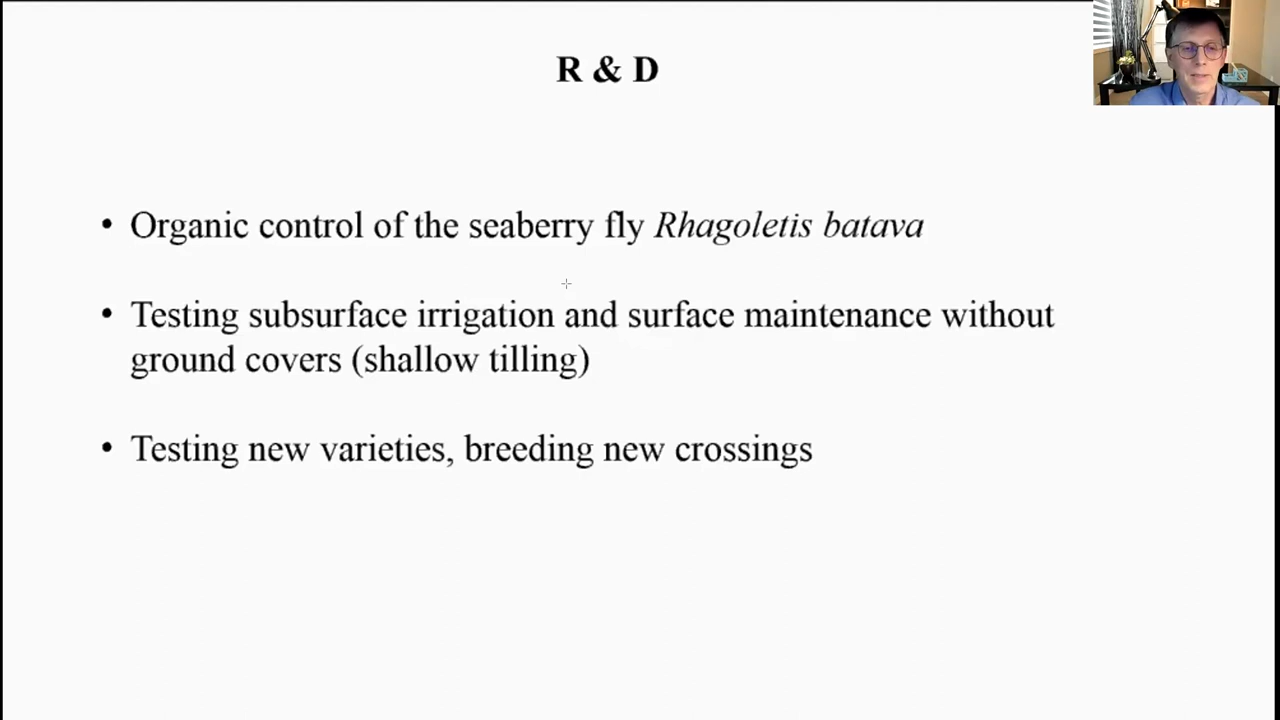 R & D
• Organic control of the seaberry fly Rhagoletis batava
• Testing subsurface irrigation and surface maintenance without
ground covers (shallow tilling)
• Testing new varieties, breeding new crossings